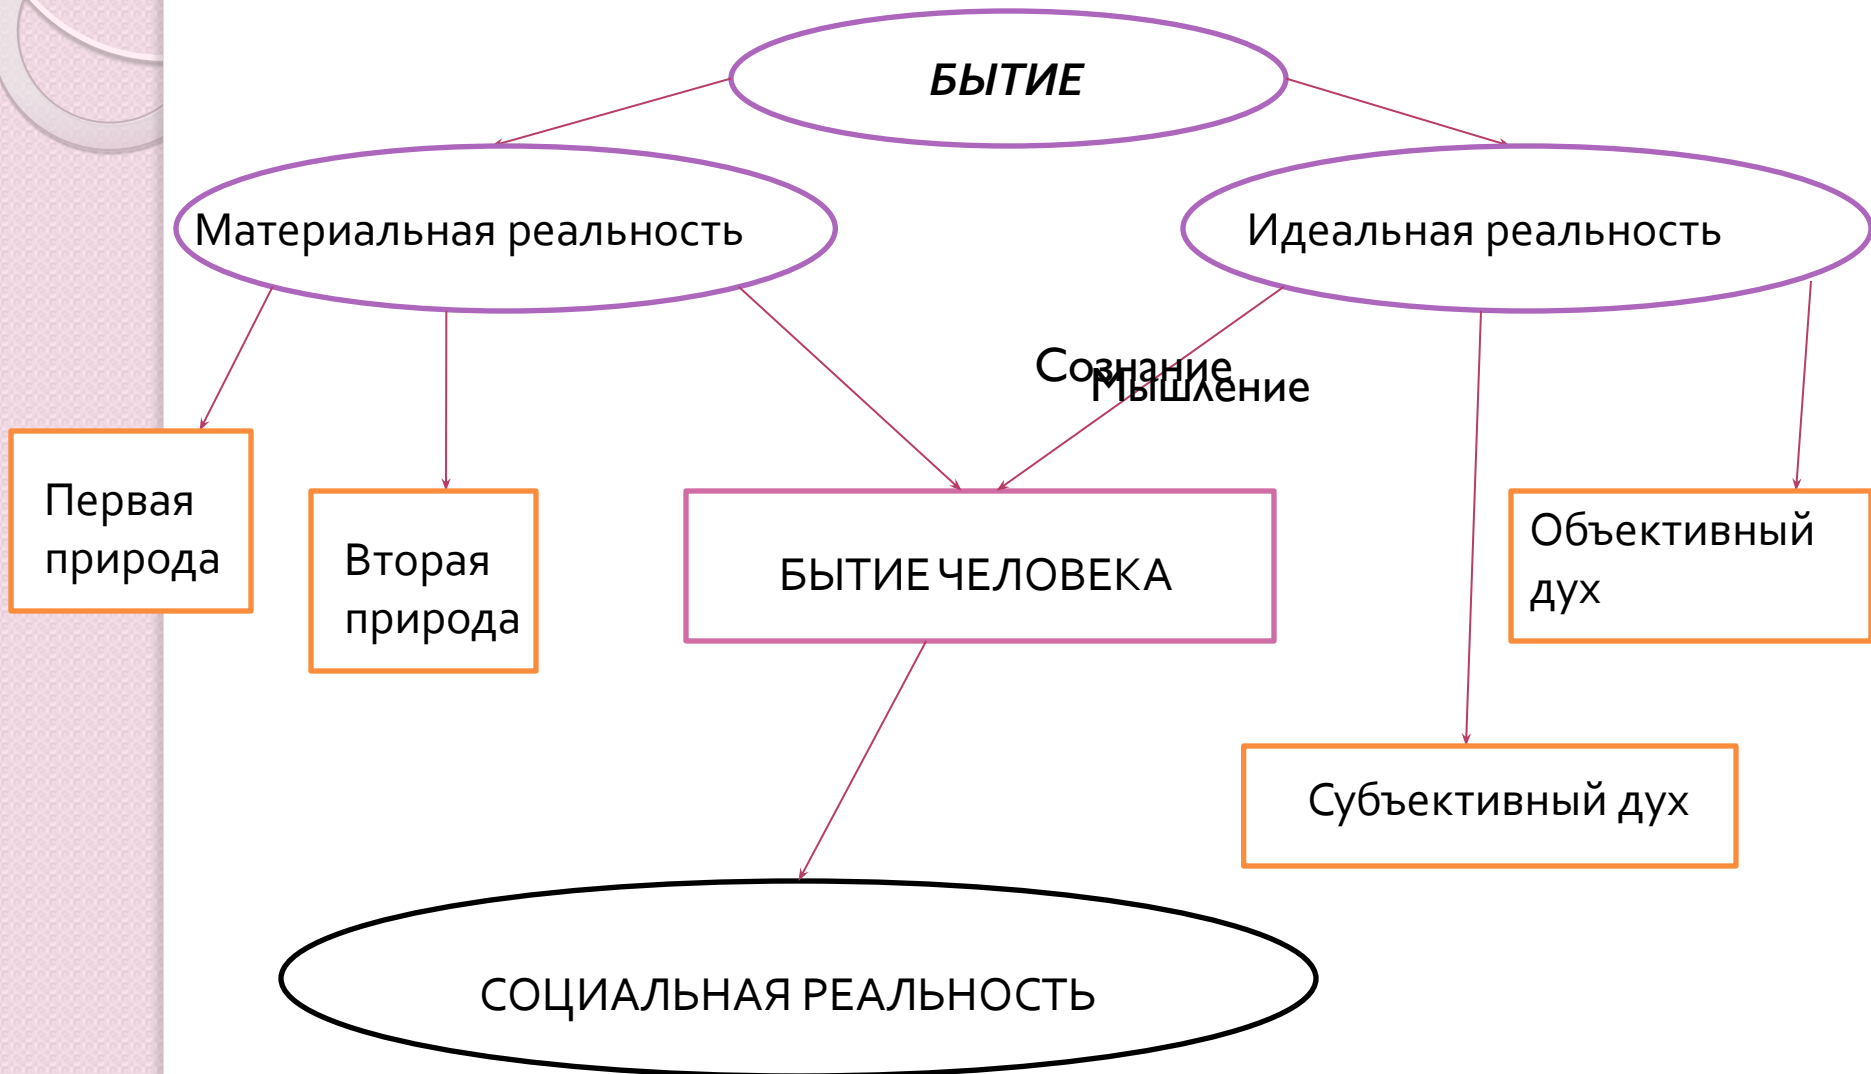 БЫТИЕ
Материальная реальность
Идеальная реальность
Сознание
Мышление
Первая
природа
Вторая
природа
БЫТИЕ ЧЕЛОВЕКА
Объективный
дух
Субъективный дух
СОЦИАЛЬНАЯ РЕАЛЬНОСТЬ